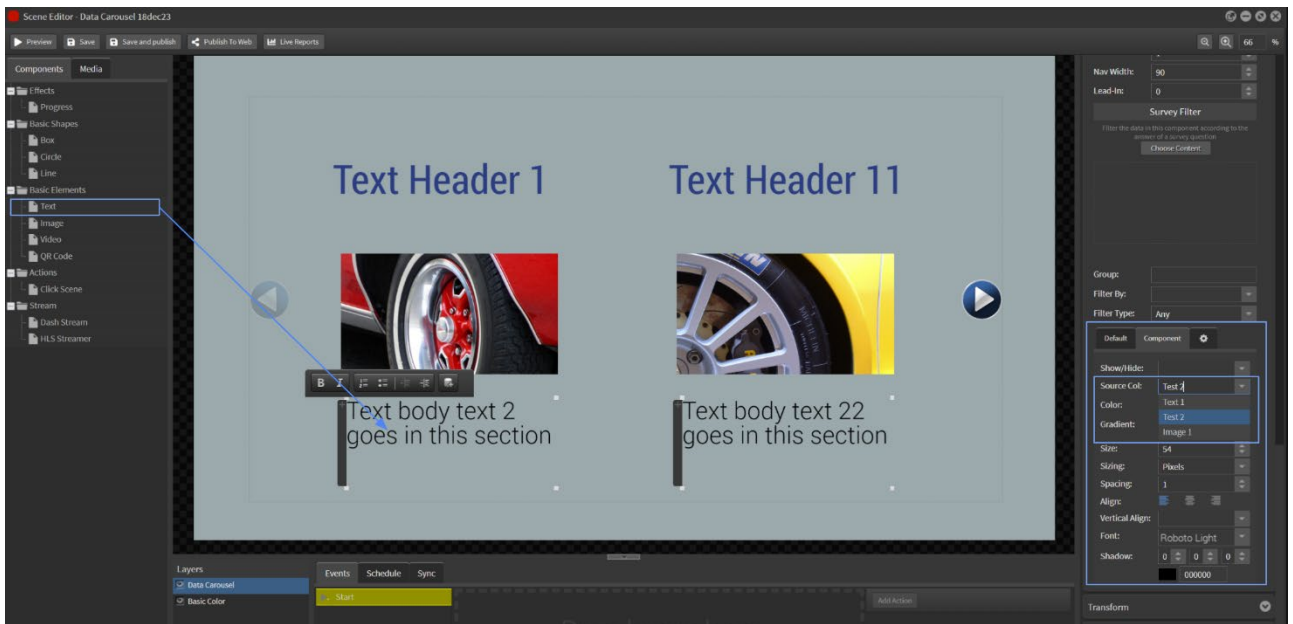 Scene Editor - Data Carousel 18dec23
Preview Save Save and publish Publish To Web Live Reports 66 %
Components Media
Effects
Progress
Basic Shapes
Box
Circle
Line
Basic Elements
Text
Image
Video
QR Code
Actions
Click Scene
Stream
Dash Stream
HLS Streamer
Text Header 1
Text Header 11
B I
Text body text 2
goes in this section
Text body text 22
goes in this section
Layers
Data Carousel
Basic Color
Events Schedule Sync
Start
Add Action
Nav Width: 90
Lead-In: 0
Survey Filter
Filter the data in this component according to the
answer of a survey question
Choose Content
Group:
Filter By:
Filter Type: Any
Default Component
Show/Hide:
Source Col: Test 2
Color: Text 1
Test 2
Gradient:
Image 1
Size: 54
Sizing: Pixels
Spacing: 1
Align:
Vertical Align:
Font: Roboto Light
Shadow: 0 0 0
000000
Transform